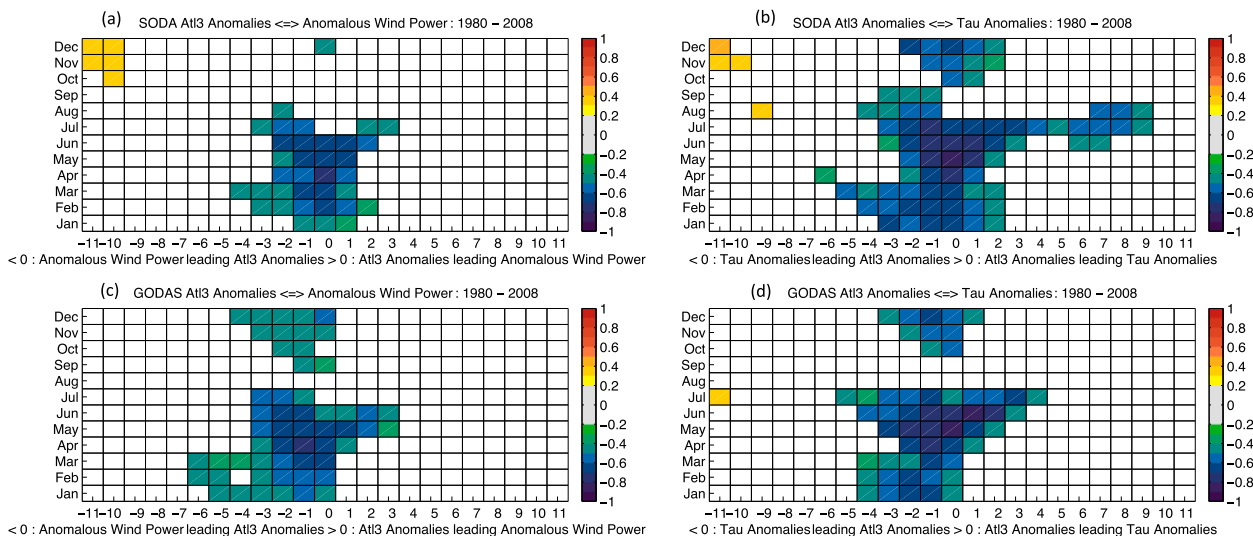 (a)
SODA Atl3 Anomalies <=> Anomalous Wind Power : 1980 − 2008
Dec
Nov
Oct
Sep
Aug
Jul
Jun
May
Apr
Mar
Feb
Jan
−11−10 −9 −8 −7 −6 −5 −4 −3 −2 −1 0 1 2 3 4 5 6 7 8 9 10 11
< 0 : Anomalous Wind Power leading Atl3 Anomalies > 0 : Atl3 Anomalies leading Anomalous Wind Power
1
0.8
0.6
0.4
0.2
0
−0.2
−0.4
−0.6
−0.8
−1
(b)
SODA Atl3 Anomalies <=> Tau Anomalies : 1980 − 2008
Dec
Nov
Oct
Sep
Aug
Jul
Jun
May
Apr
Mar
Feb
Jan
−11−10 −9 −8 −7 −6 −5 −4 −3 −2 −1 0 1 2 3 4 5 6 7 8 9 10 11
< 0 : Tau Anomalies leading Atl3 Anomalies > 0 : Atl3 Anomalies leading Tau Anomalies
1
0.8
0.6
0.4
0.2
0
−0.2
−0.4
−0.6
−0.8
−1
(c)
GODAS Atl3 Anomalies <=> Anomalous Wind Power : 1980 − 2008
Dec
Nov
Oct
Sep
Aug
Jul
Jun
May
Apr
Mar
Feb
Jan
−11−10 −9 −8 −7 −6 −5 −4 −3 −2 −1 0 1 2 3 4 5 6 7 8 9 10 11
< 0 : Anomalous Wind Power leading Atl3 Anomalies > 0 : Atl3 Anomalies leading Anomalous Wind Power
1
0.8
0.6
0.4
0.2
0
−0.2
−0.4
−0.6
−0.8
−1
(d)
GODAS Atl3 Anomalies <=> Tau Anomalies : 1980 − 2008
Dec
Nov
Oct
Sep
Aug
Jul
Jun
May
Apr
Mar
Feb
Jan
−11−10 −9 −8 −7 −6 −5 −4 −3 −2 −1 0 1 2 3 4 5 6 7 8 9 10 11
< 0 : Tau Anomalies leading Atl3 Anomalies > 0 : Atl3 Anomalies leading Tau Anomalies
1
0.8
0.6
0.4
0.2
0
−0.2
−0.4
−0.6
−0.8
−1